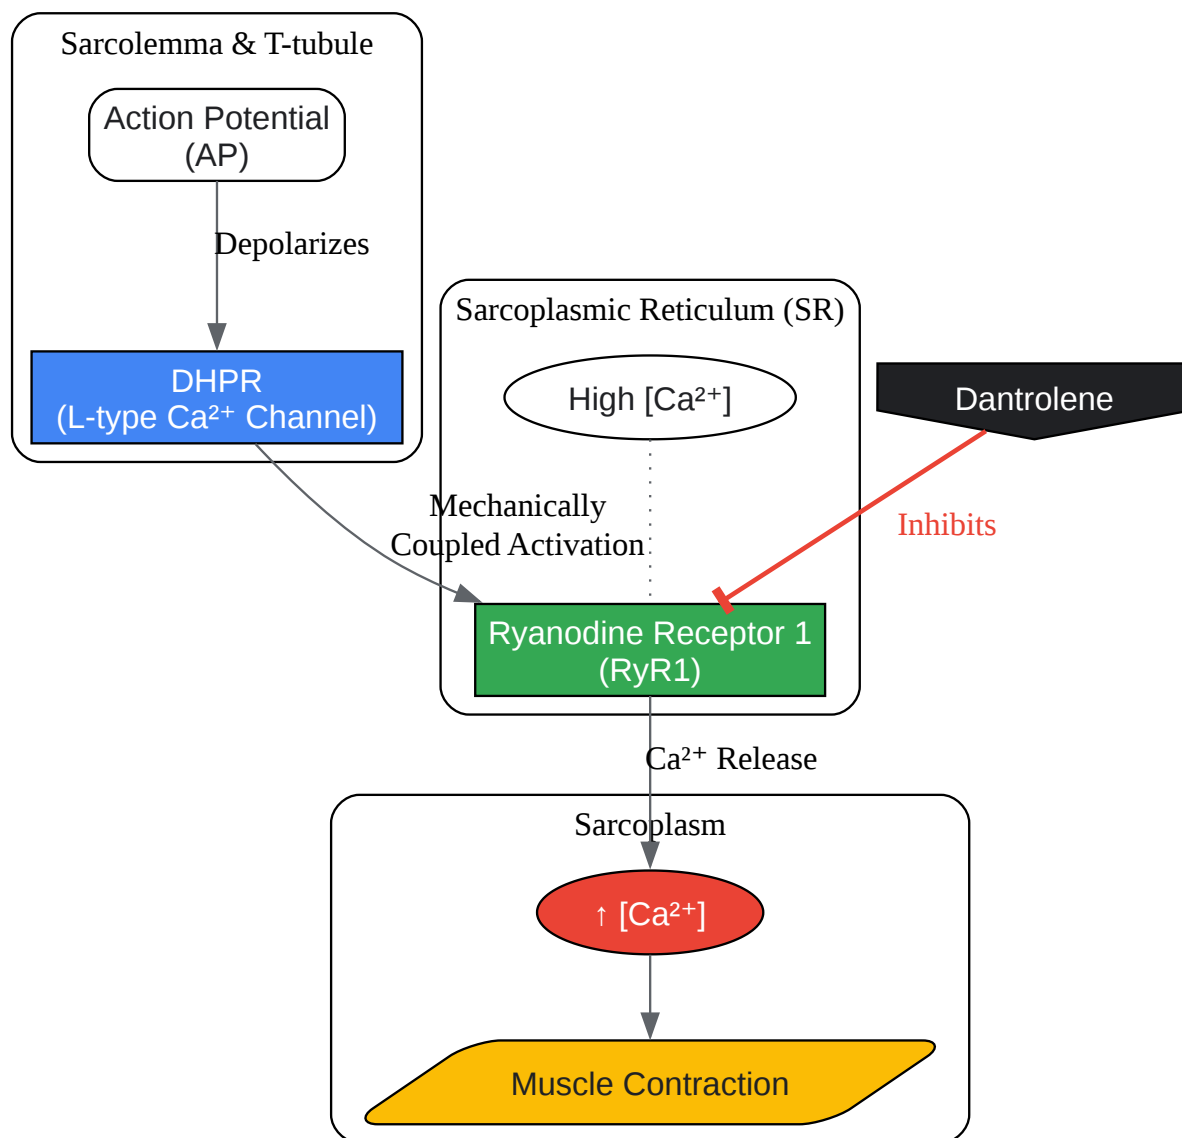 Sarcolemma & T-tubule
Action Potential
(AP)
Depolarizes
DHPR
(L-type Ca²⁺ Channel)
Sarcoplasmic Reticulum (SR)
High [Ca²⁺]
Dantrolene
Mechanically
Coupled Activation
Inhibits
Ryanodine Receptor 1
(RyR1)
Ca²⁺ Release
Sarcoplasm
↑ [Ca²⁺]
Muscle Contraction